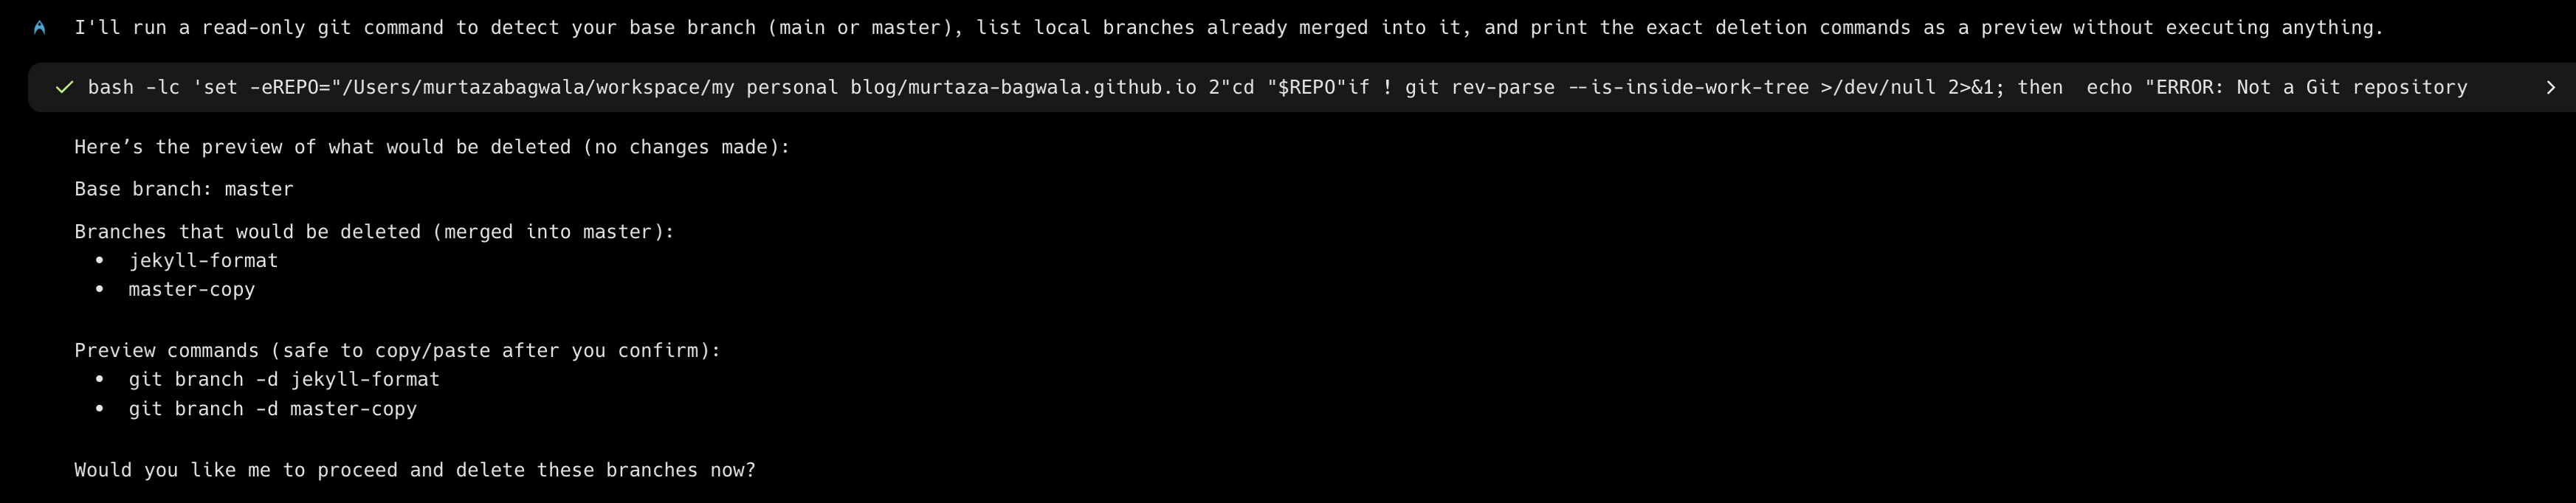 I'll run a read-only git command to detect your base branch (main or master), list local branches already merged into it, and print the exact deletion commands as a preview without executing anything.
bash -lc 'set -eREPO="/Users/murtazabagwala/workspace/my personal blog/murtaza-bagwala.github.io 2"cd "$REPO"if ! git rev-parse --is-inside-work-tree >/dev/null 2>&1; then  echo "ERROR: Not a Git repository
Here’s the preview of what would be deleted (no changes made):
Base branch: master
Branches that would be deleted (merged into master):
• jekyll-format
• master-copy
Preview commands (safe to copy/paste after you confirm):
• git branch -d jekyll-format
• git branch -d master-copy
Would you like me to proceed and delete these branches now?